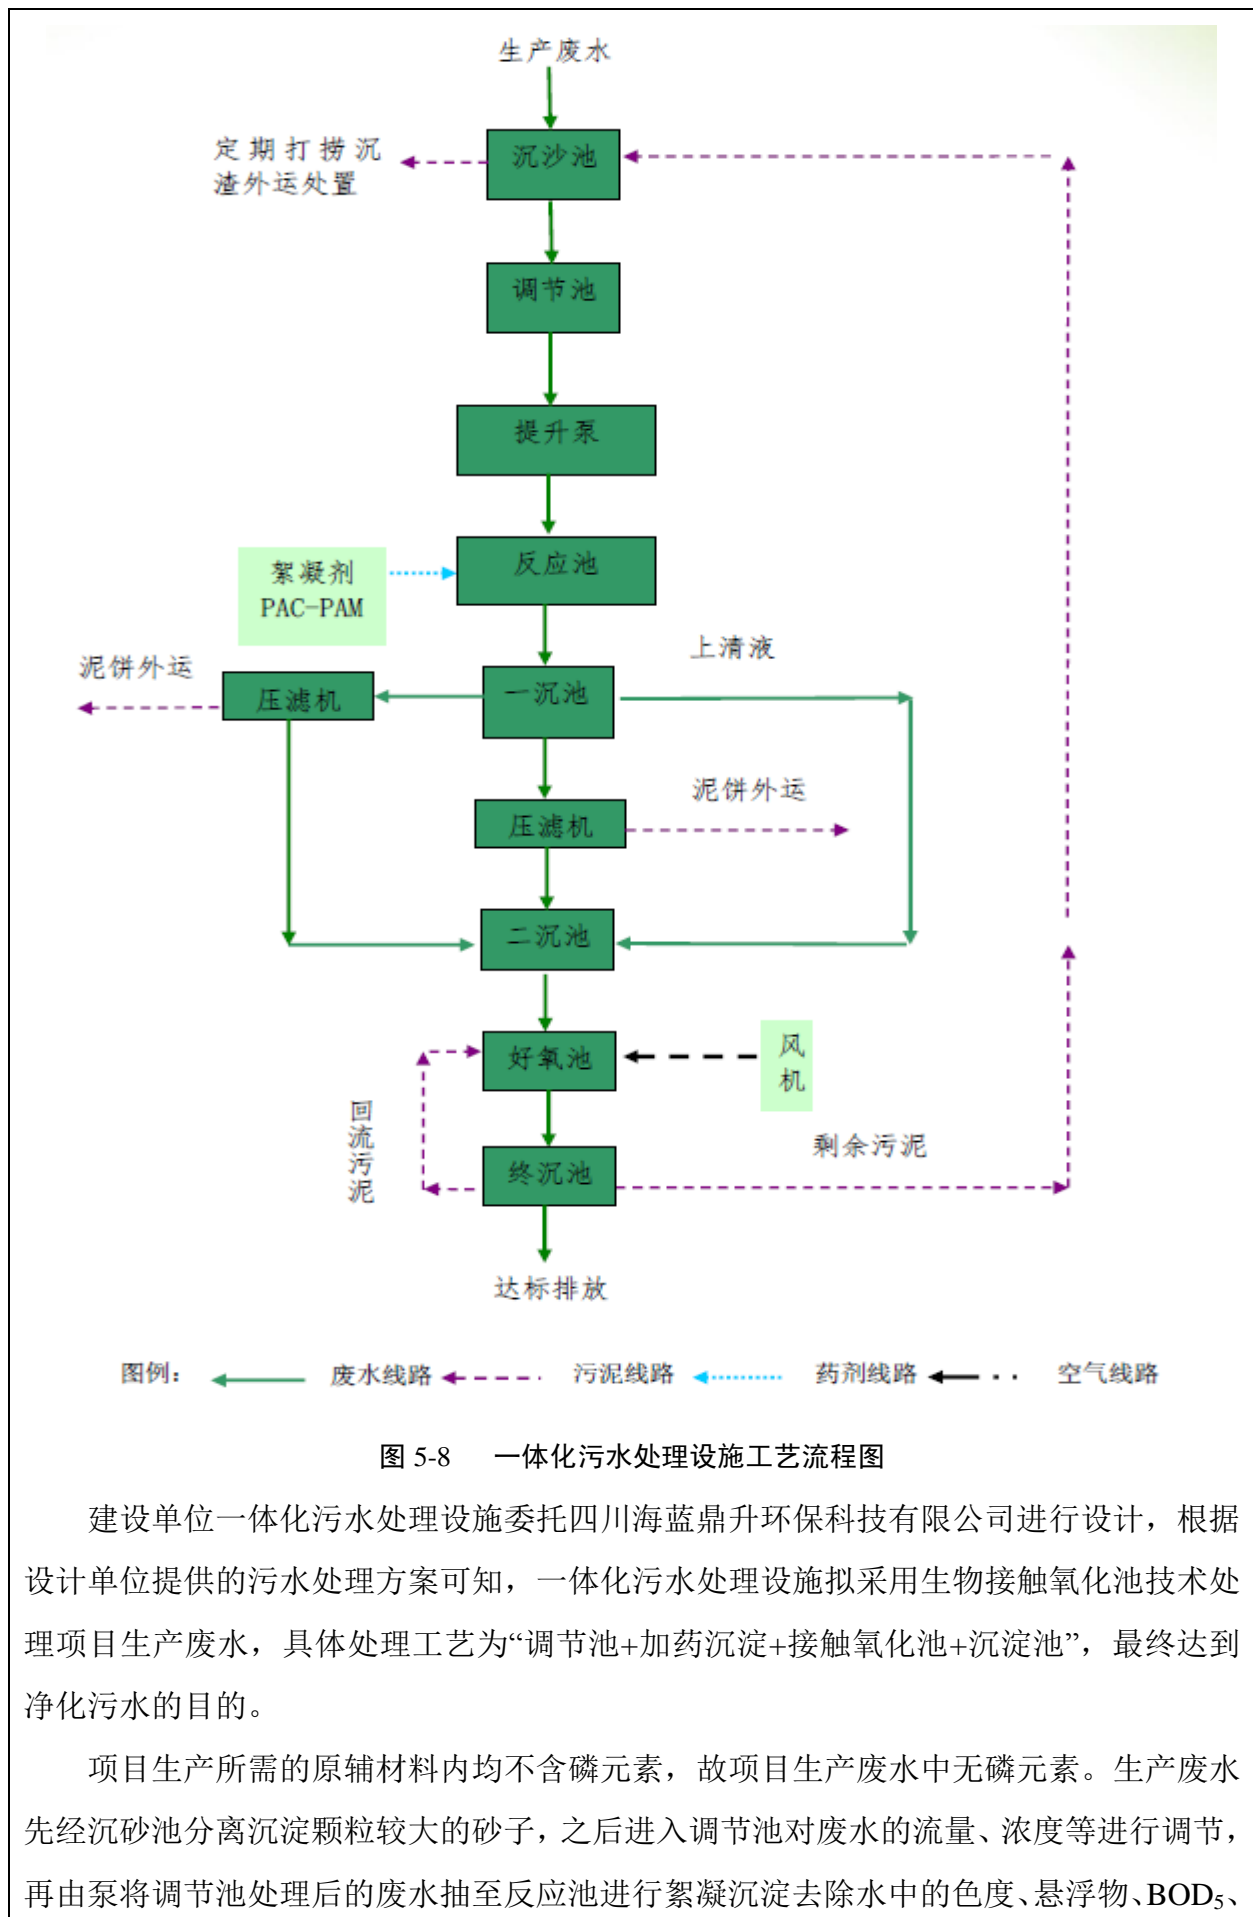 生产废水
定期打捞沉
渣外运处置
沉沙池
调节池
提升泵
絮凝剂
PAC-PAM
反应池
上清液
泥饼外运
压滤机
一沉池
泥饼外运
压滤机
二沉池
好氧池
风机
回流污泥
剩余污泥
终沉池
达标排放
图例： 废水线路 污泥线路 药剂线路 空气线路
图 5-8 一体化污水处理设施工艺流程图
建设单位一体化污水处理设施委托四川海蓝鼎升环保科技有限公司进行设计，根据
设计单位提供的污水处理方案可知，一体化污水处理设施拟采用生物接触氧化池技术处
理项目生产废水，具体处理工艺为“调节池+加药沉淀+接触氧化池+沉淀池”，最终达到
净化污水的目的。
项目生产所需的原辅材料内均不含磷元素，故项目生产废水中无磷元素。生产废水
先经沉砂池分离沉淀颗粒较大的砂子，之后进入调节池对废水的流量、浓度等进行调节，
再由泵将调节池处理后的废水抽至反应池进行絮凝沉淀去除水中的色度、悬浮物、BOD₅、